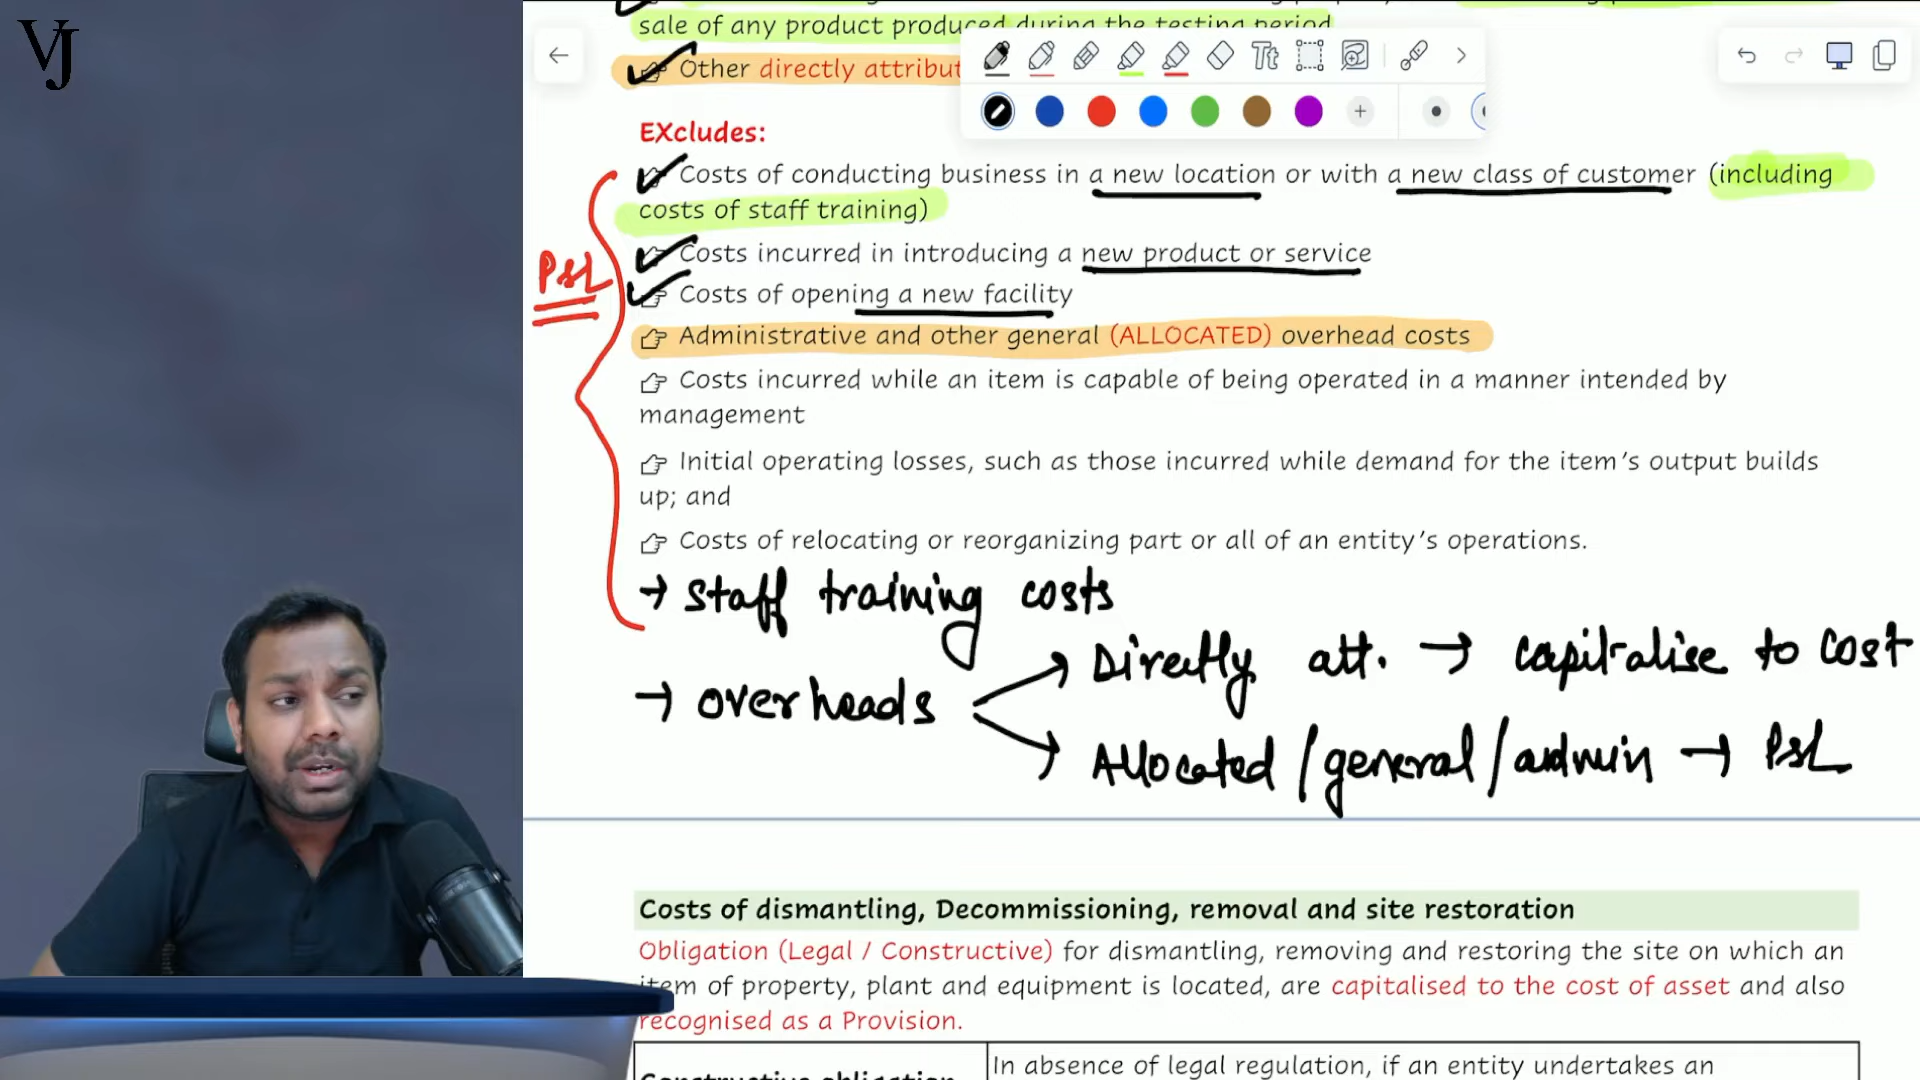 VJ
sale of any product produced during the testing period
Other directly attribut
Tt
EXcludes:
Costs of conducting business in a new location or with a new class of customer (including
costs of staff training)
Costs incurred in introducing a new product or service
P&L
Costs of opening a new facility
Administrative and other general (ALLOCATED) overhead costs
Costs incurred while an item is capable of being operated in a manner intended by
management
Initial operating losses, such as those incurred while demand for the item's output builds
up; and
Costs of relocating or reorganizing part or all of an entity's operations.
→ staff training costs
Directly att. → capitalise to cost
→ overheads
Allocated / general / admin → P&L
Costs of dismantling, Decommissioning, removal and site restoration
Obligation (Legal / Constructive) for dismantling, removing and restoring the site on which an
item of property, plant and equipment is located, are capitalised to the cost of asset and also
recognised as a Provision.
In absence of legal regulation, if an entity undertakes an
Constructive obligation